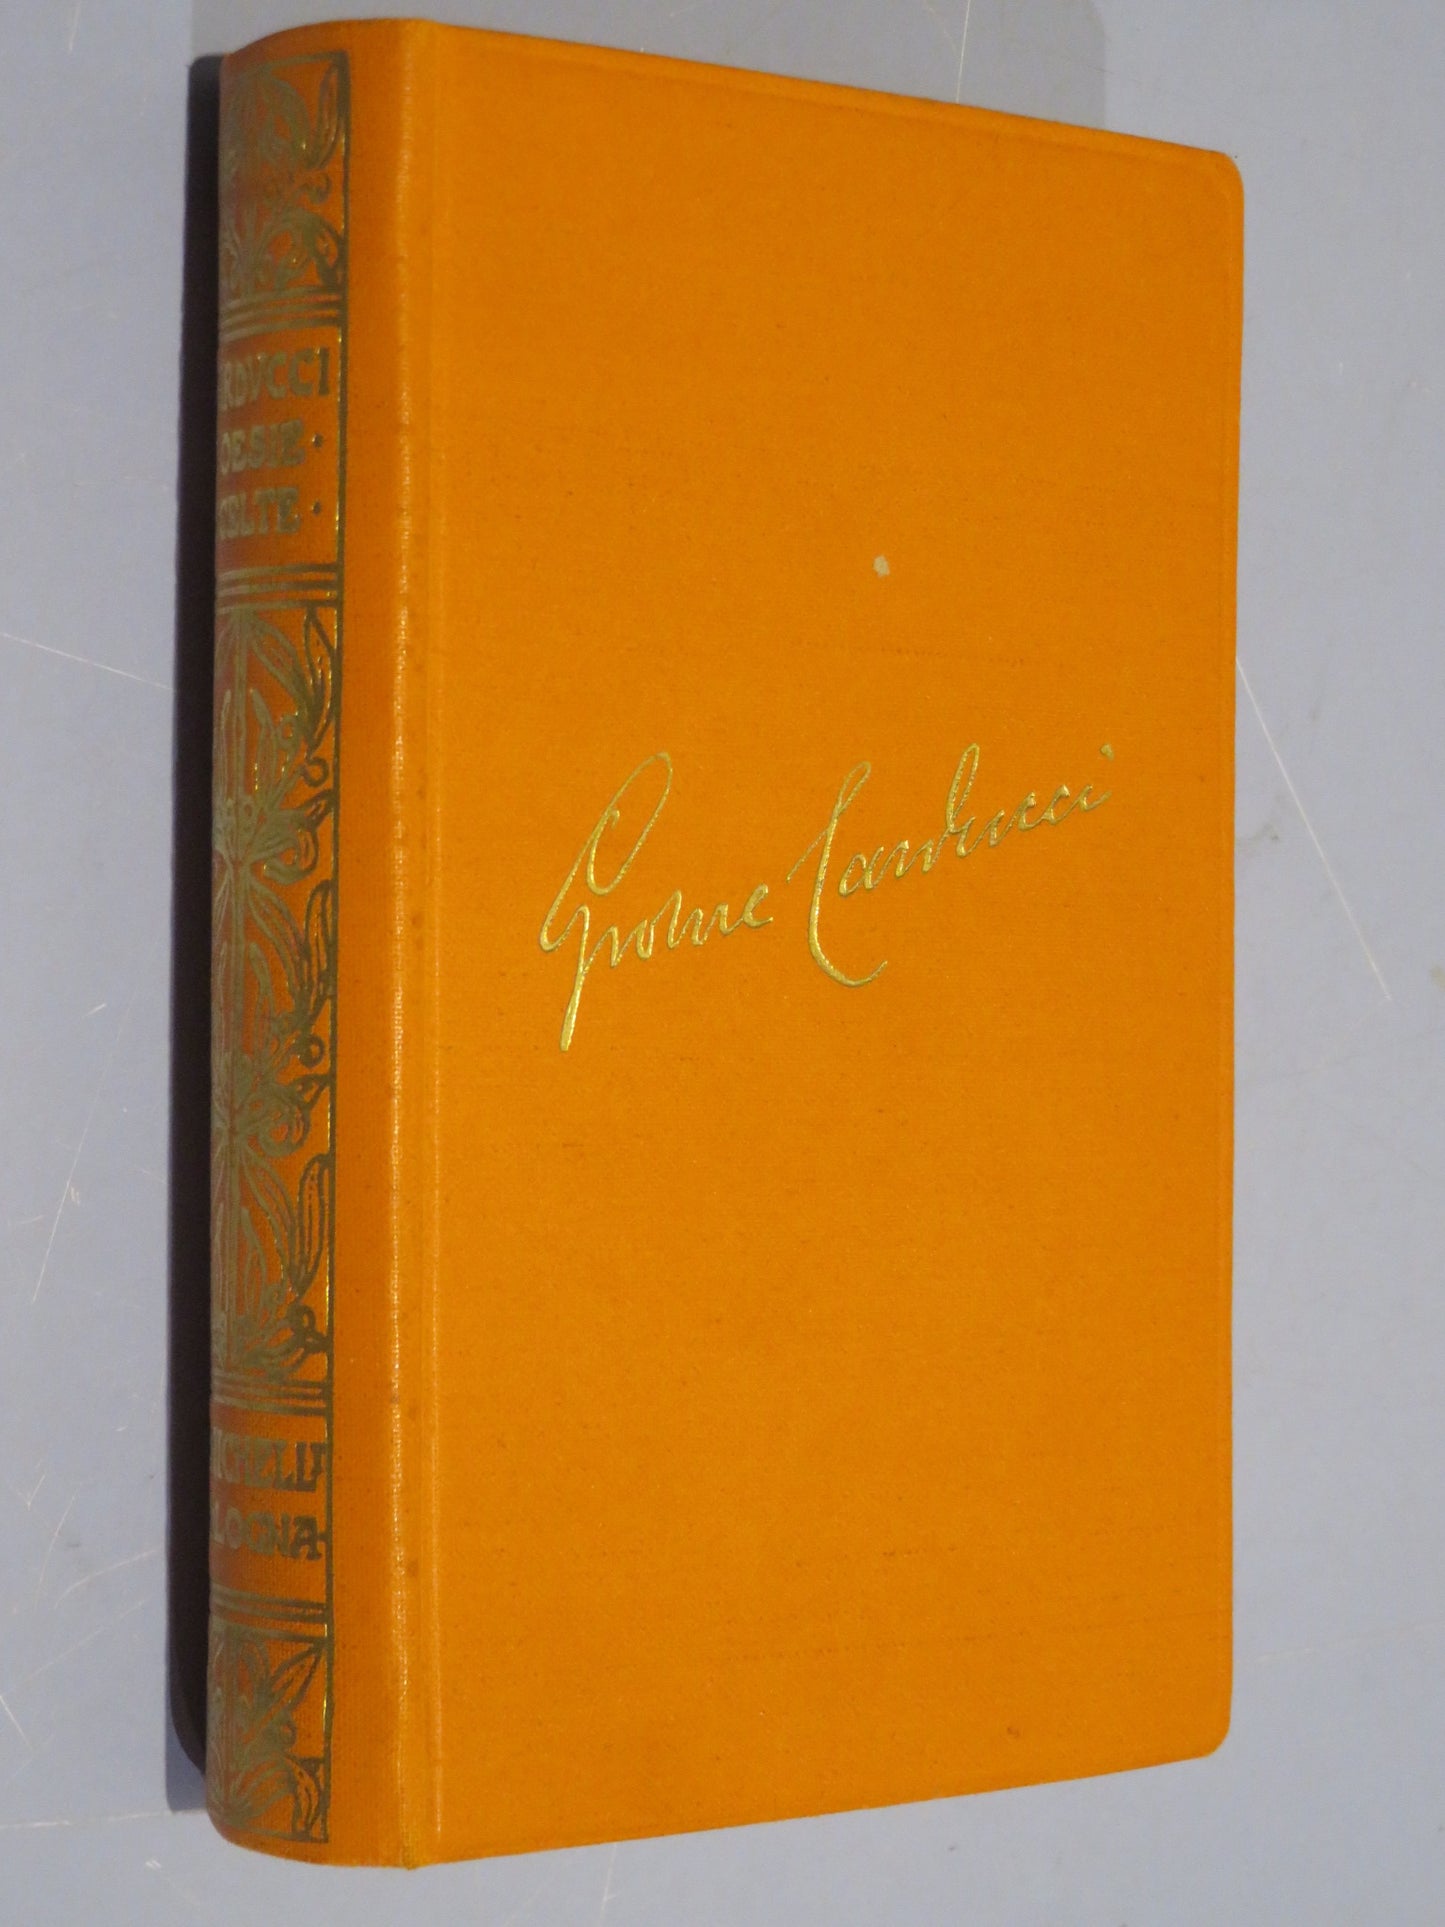 Giosue Carducci
RDVCCI
OESIE ·
CELTE ·
ICHELLI
LOGNA